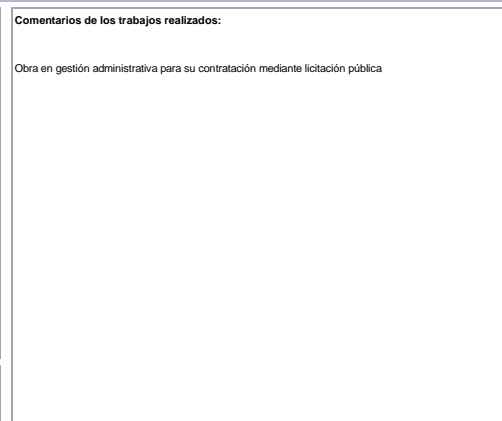 Comentarios de los trabajos realizados:
Obra en gestión administrativa para su contratación mediante licitación pública